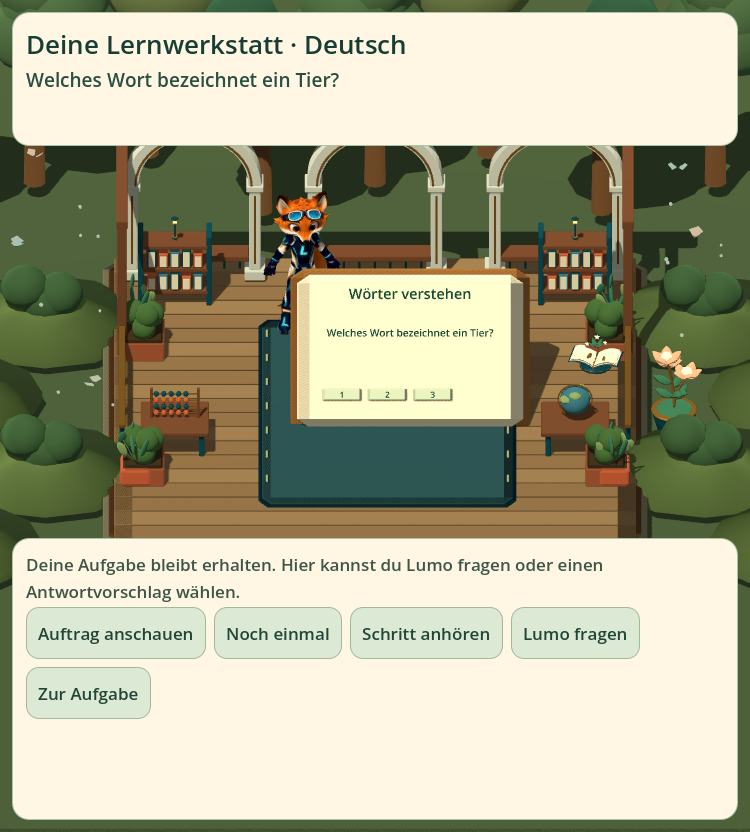 Deine Lernwerkstatt · Deutsch
Welches Wort bezeichnet ein Tier?
L
Wörter verstehen
Welches Wort bezeichnet ein Tier?
1 2 3
Deine Aufgabe bleibt erhalten. Hier kannst du Lumo fragen oder einen
Antwortvorschlag wählen.
Auftrag anschauen Noch einmal Schritt anhören Lumo fragen
Zur Aufgabe